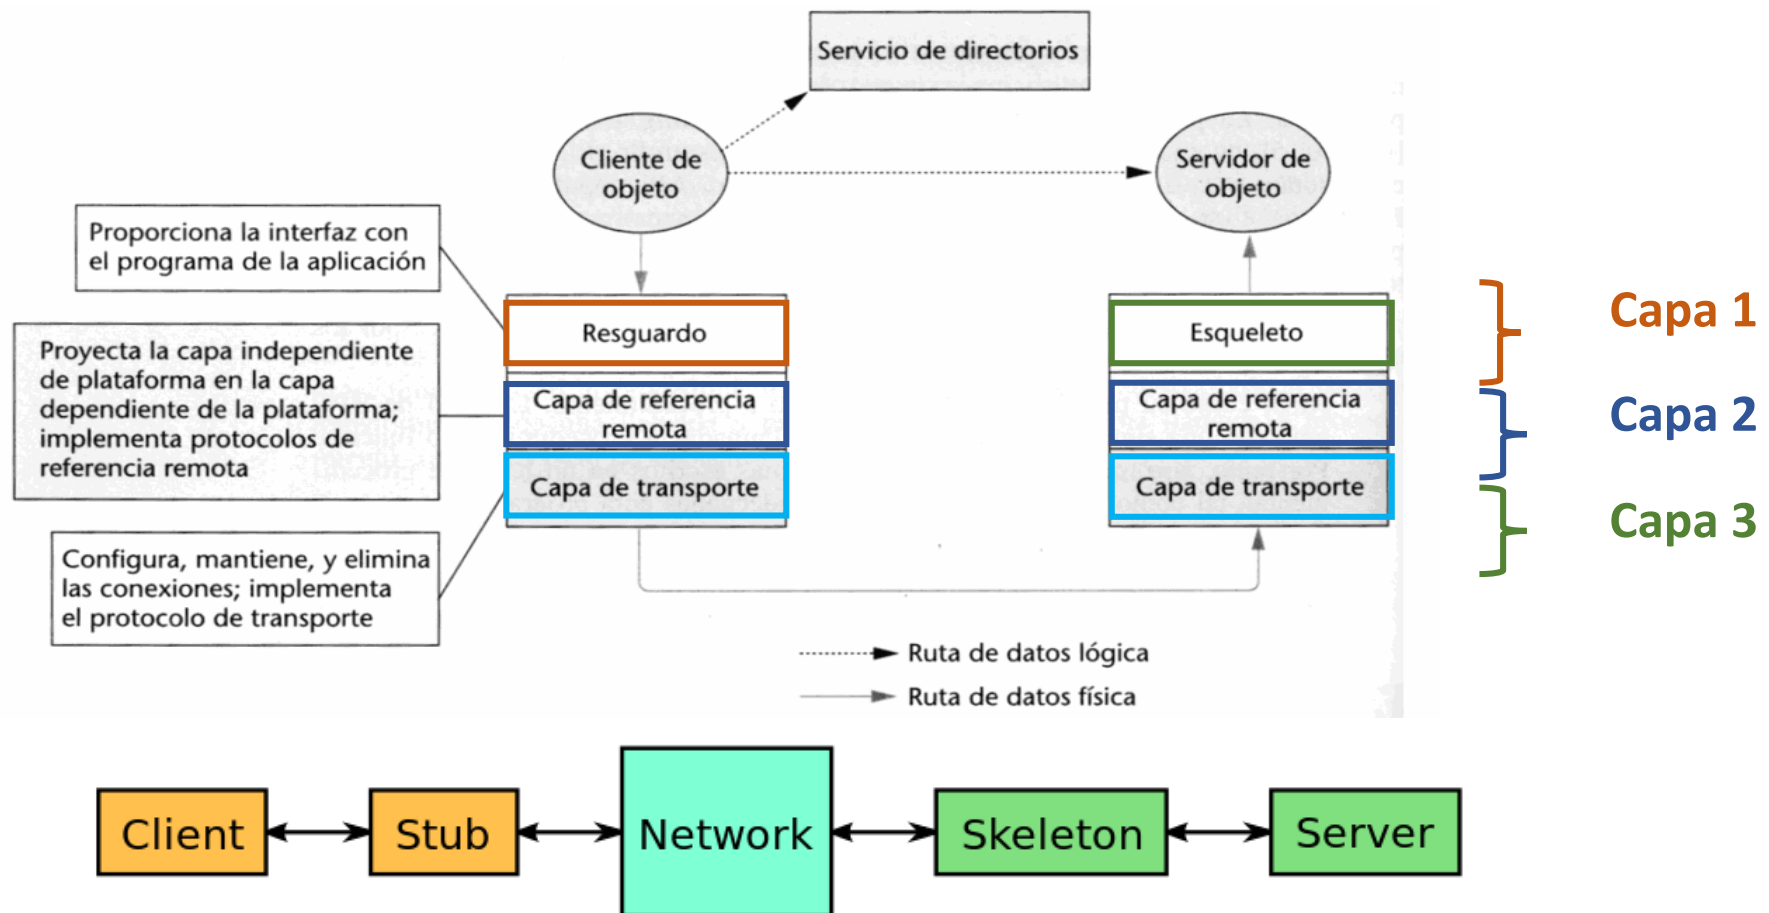 Servicio de directorios
Cliente de
objeto
Servidor de
objeto
Proporciona la interfaz con
el programa de la aplicación
Resguardo
Esqueleto
Capa 1
Proyecta la capa independiente
de plataforma en la capa
dependiente de la plataforma;
implementa protocolos de
referencia remota
Capa de referencia
remota
Capa de referencia
remota
Capa 2
Capa de transporte
Capa de transporte
Capa 3
Configura, mantiene, y elimina
las conexiones; implementa
el protocolo de transporte
Ruta de datos lógica
Ruta de datos física
Client
Stub
Network
Skeleton
Server